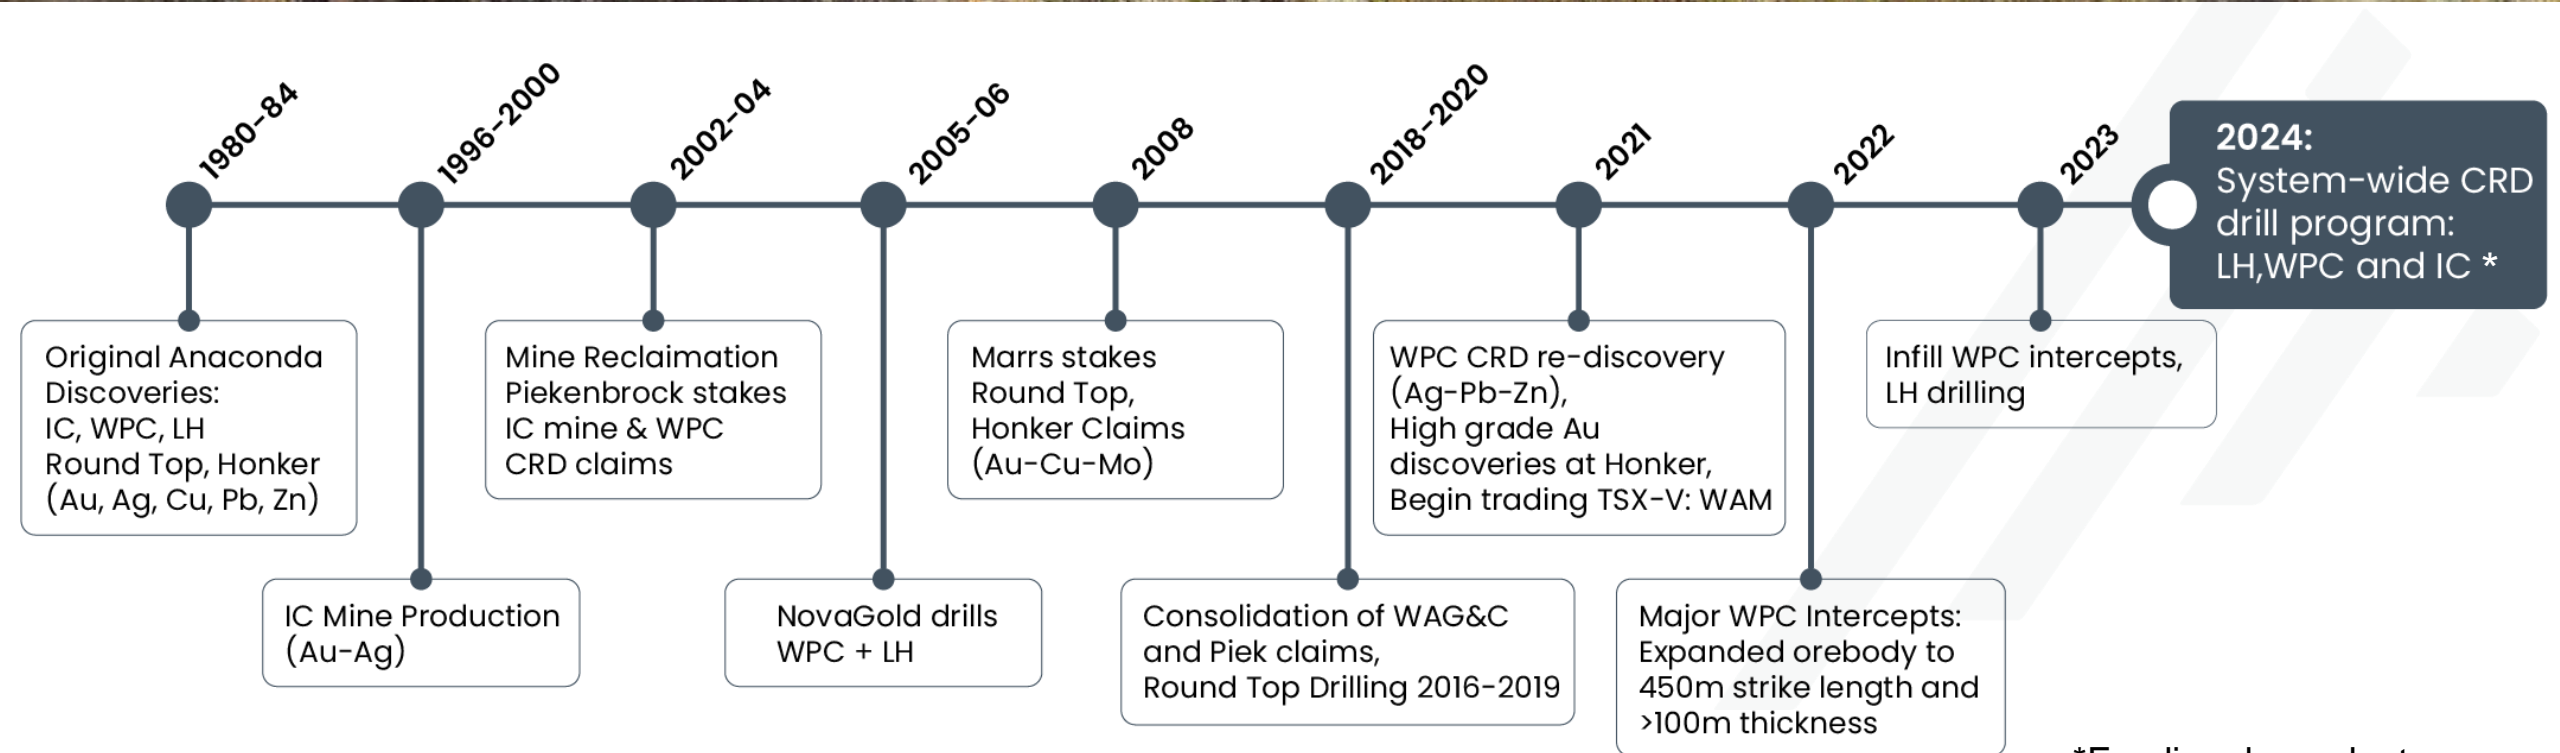 1980-84
1996-2000
2002-04
2005-06
2008
2018-2020
2021
2022
2023
2024:
System-wide CRD
drill program:
LH,WPC and IC *
Original Anaconda
Discoveries:
IC, WPC, LH
Round Top, Honker
(Au, Ag, Cu, Pb, Zn)
IC Mine Production
(Au-Ag)
Mine Reclaimation
Piekenbrock stakes
IC mine & WPC
CRD claims
NovaGold drills
WPC + LH
Marrs stakes
Round Top,
Honker Claims
(Au-Cu-Mo)
Consolidation of WAG&C
and Piek claims,
Round Top Drilling 2016-2019
WPC CRD re-discovery
(Ag-Pb-Zn),
High grade Au
discoveries at Honker,
Begin trading TSX-V: WAM
Major WPC Intercepts:
Expanded orebody to
450m strike length and
>100m thickness
Infill WPC intercepts,
LH drilling